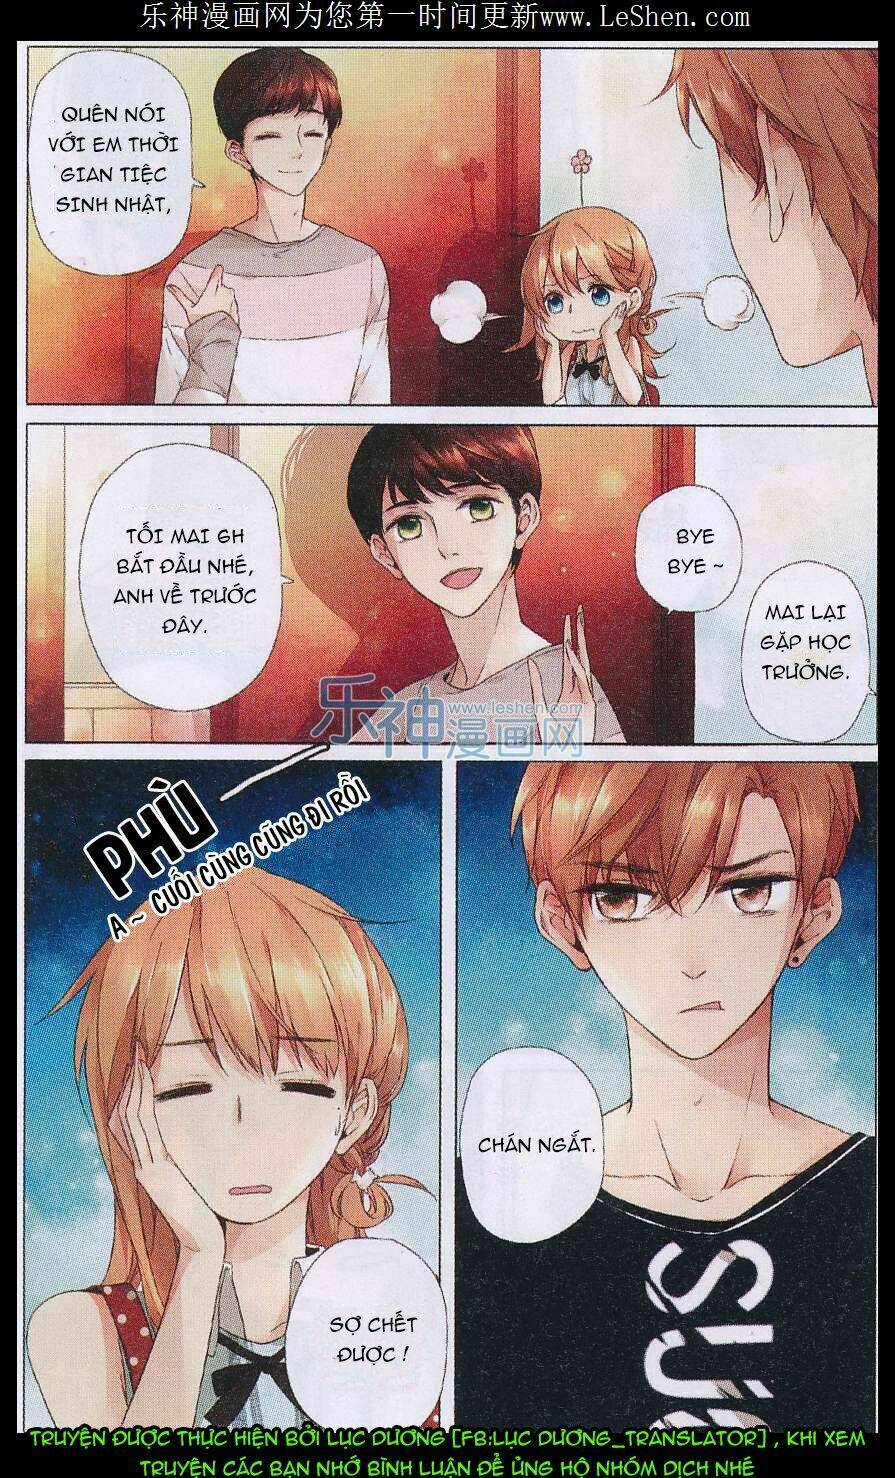 乐神漫画网为您第一时间更新www.LeShen.com
QUÊN NÓI
VỚI EM THỜI
GIAN TIỆC
SINH NHẬT,
TỐI MAI GH
BẮT ĐẦU NHÉ,
ANH VỀ TRƯỚC
ĐÂY.
BYE
BYE ~
MAI LẠI
GẶP HỌC
TRƯỞNG.
乐神漫画网
www.leshen.com
PHÙ
A ~ CUỐI CÙNG CŨNG ĐI RỒI
CHÁN NGẮT.
SỢ CHẾT
ĐƯỢC !
TRUYỆN ĐƯỢC THỰC HIỆN BỞI LỤC DƯƠNG [FB:LỤC DƯƠNG_TRANSLATOR] , KHI XEM
TRUYỆN CÁC BẠN NHỚ BÌNH LUẬN ĐỂ ỦNG HỘ NHÓM DỊCH NHÉ